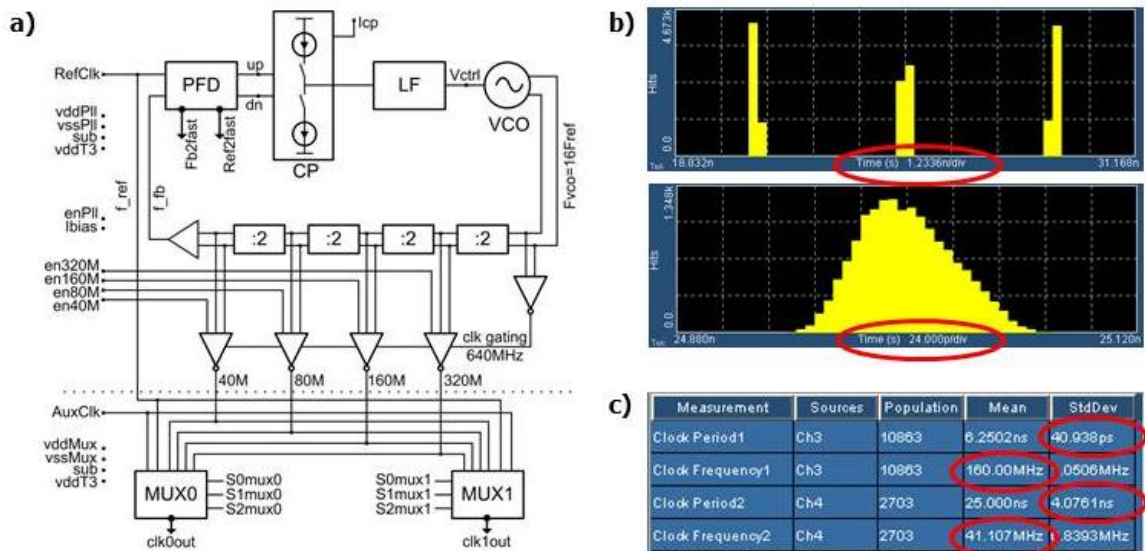 a)
Icp
RefClk
PFD
up
dn
CP
LF
Vctrl
VCO
vddPll
vssPll
sub
vddT3
Fb2fast
Ref2fast
f_ref
f_fb
Fvco=16Fref
enPll
Ibias
:2
:2
:2
:2
en320M
en160M
en80M
en40M
clk gating
640MHz
40M
80M
160M
320M
AuxClk
vddMux
vssMux
sub
vddT3
MUX0
S0mux0
S1mux0
S2mux0
S0mux1
S1mux1
S2mux1
MUX1
clk0out
clk1out
b)
4.673k
Hits
0.0
18.832n
Time (s) 1.2336n/div
31.168n
1.348k
Hits
0.0
24.880n
Time (s) 24.000p/div
25.120n
c)
Measurement Sources Population Mean StdDev
Clock Period1 Ch3 10863 6.2502ns 40.938ps
Clock Frequency1 Ch3 10863 160.00MHz .0506MHz
Clock Period2 Ch4 2703 25.000ns 4.0761ns
Clock Frequency2 Ch4 2703 41.107MHz .8393MHz